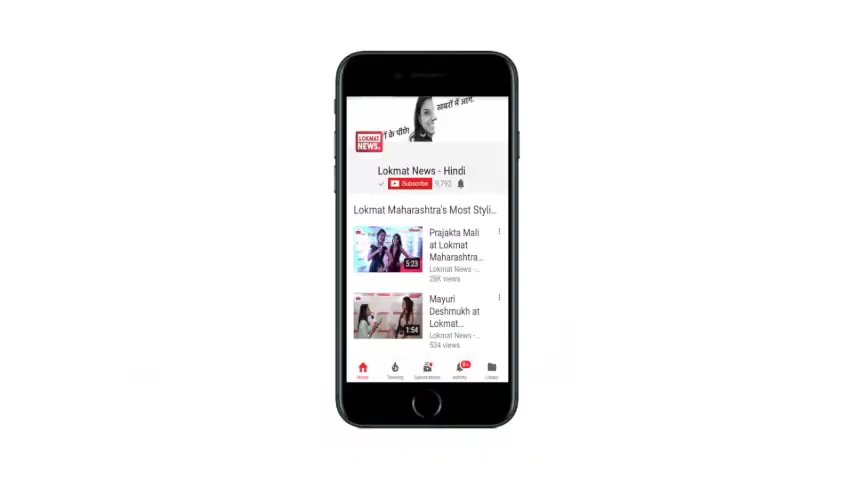 खबरों में आगे,
LOKMAT
NEWS.in
Lokmat News - Hindi
Subscribe 9,792
Lokmat Maharashtra's Most Styli...
Prajakta Mali
at Lokmat
Maharashtra...
Lokmat News -...
28K views
5:23
Mayuri
Deshmukh at
Lokmat...
Lokmat News -...
534 views
1:54
9+
Home Trending Subscriptions Activity Library